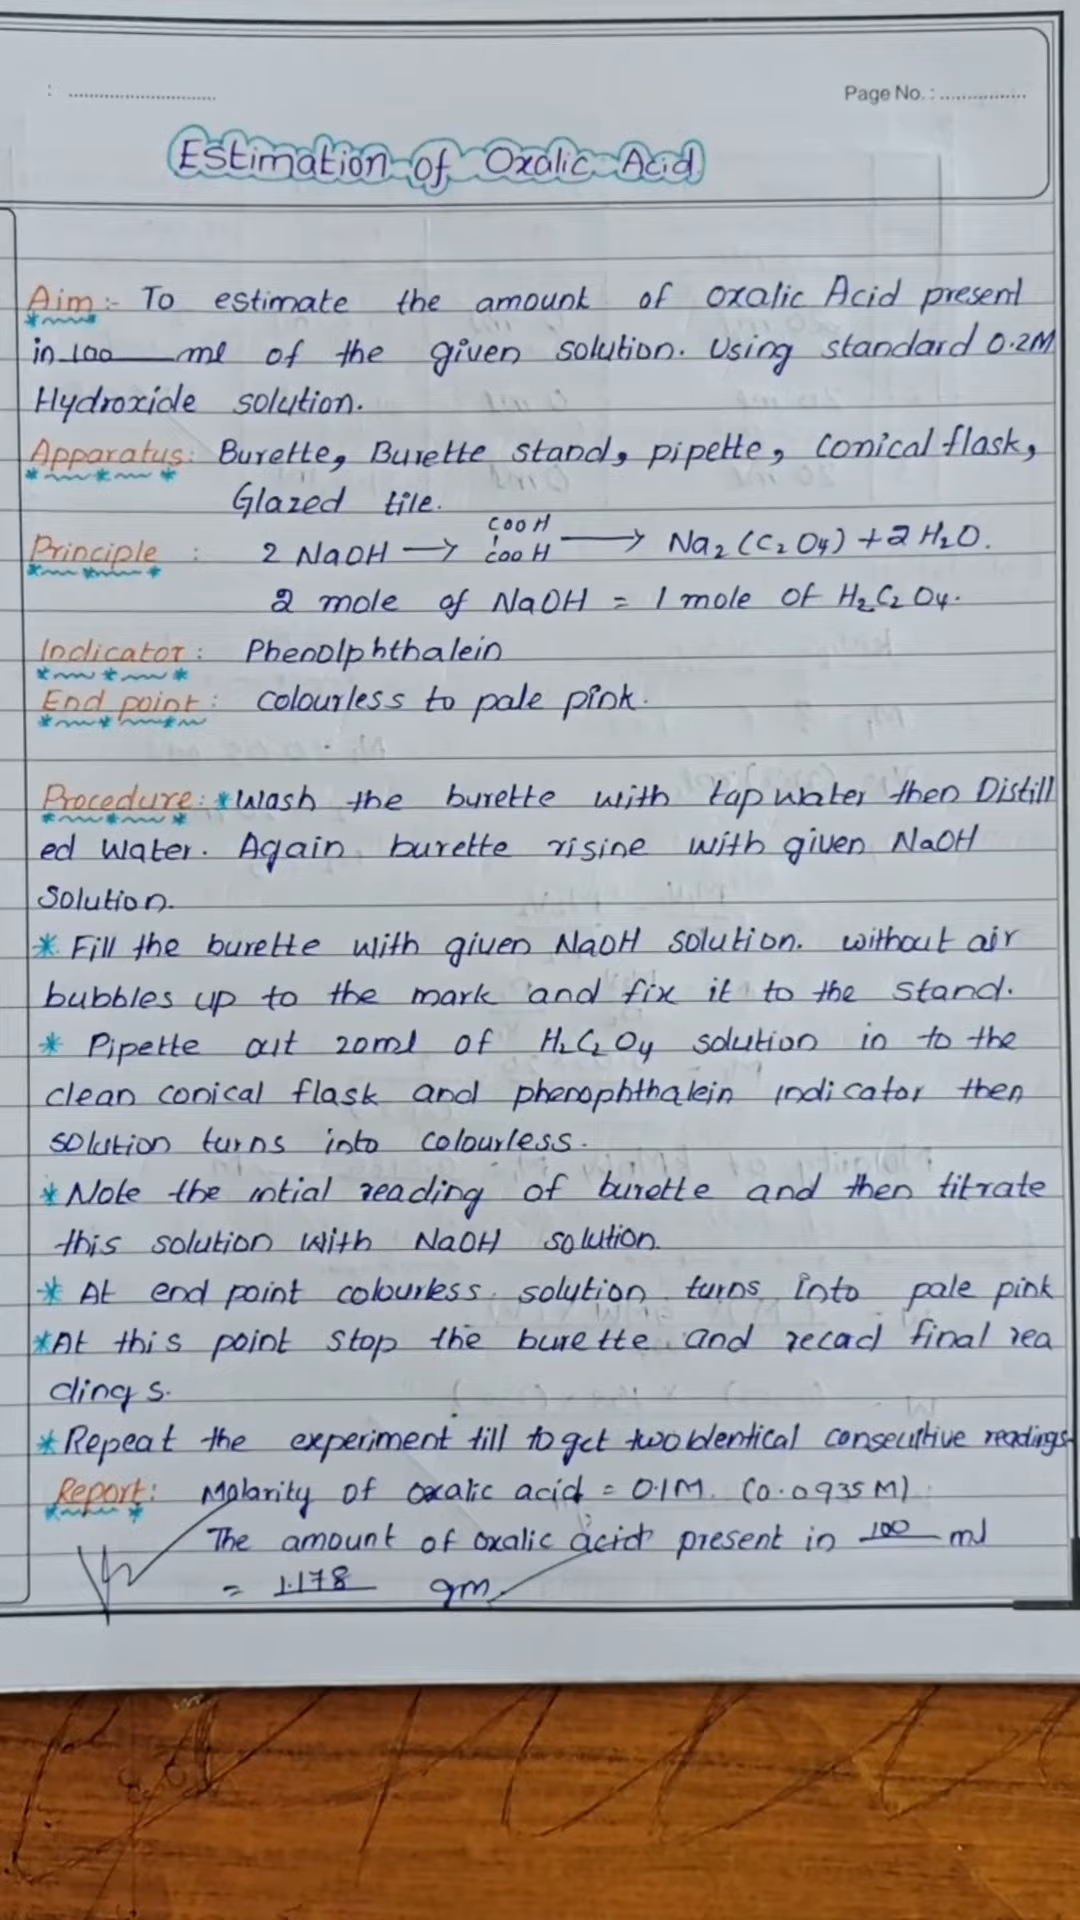 Page No. :
Estimation of Oxalic Acid
Aim :- To estimate the amount of oxalic Acid present
in 100 ml of the given solution. Using standard 0.2M
Hydroxide solution.
Apparatus: Burette, Burette stand, pipette, Conical flask,
Glazed tile.
COOH
Principle : 2 NaOH → COOH → Na2 (C2 O4) + 2 H2O.
2 mole of NaOH = 1 mole of H2C2O4.
Indicator : Phenolphthalein
End point : Colourless to pale pink.
Procedure : * Wash the burette with tap water then Distill
ed water. Again burette risine with given NaOH
Solution.
* Fill the burette with given NaOH solution. without air
bubbles up to the mark and fix it to the stand.
* Pipette out 20ml of H2C2O4 solution in to the
clean conical flask and phenophthalein indicator then
solution turns into colourless.
* Note the intial reading of burette and then titrate
this solution with NaOH solution.
* At end point colourless solution turns into pale pink
* At this point stop the burette and recad final rea
dings.
* Repeat the experiment till to get two identical consecutive readings
Report: Molarity of oxalic acid = 0.1M. (0.0935M)
The amount of oxalic acid present in 100 ml
= 1.178 gm